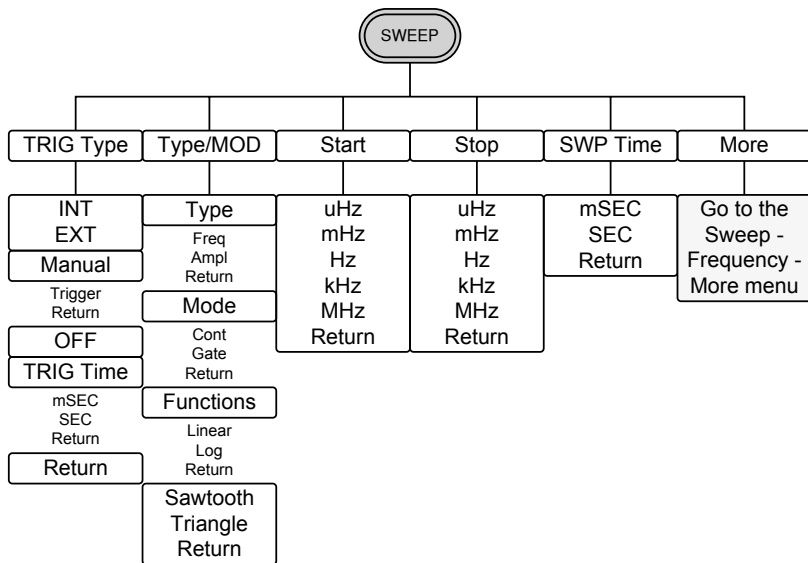 SWEEP
TRIG Type
Type/MOD
Start
Stop
SWP Time
More
INT
EXT
Manual
Trigger
Return
OFF
TRIG Time
mSEC
SEC
Return
Return
Type
Freq
Ampl
Return
Mode
Cont
Gate
Return
Functions
Linear
Log
Return
Sawtooth
Triangle
Return
uHz
mHz
Hz
kHz
MHz
Return
uHz
mHz
Hz
kHz
MHz
Return
mSEC
SEC
Return
Go to the
Sweep -
Frequency -
More menu